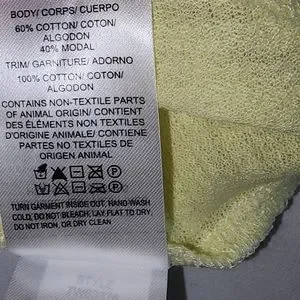 BODY/ CORPS/ CUERPO
60% COTTON/ COTON/
ALGODON
40% MODAL
TRIM/ GARNITURE/ ADORNO
100% COTTON/ COTON/
ALGODON
CONTAINS NON-TEXTILE PARTS
OF ANIMAL ORIGIN/ CONTIENT
DES ÉLÉMENTS NON TEXTILES
D'ORIGINE ANIMALE/ CONTIENE
PARTES NO TEXTILES DE
ORIGEN ANIMAL
TURN GARMENT INSIDE OUT. HAND WASH
COLD, DO NOT BLEACH, LAY FLAT TO DRY,
DO NOT IRON, OR DRY CLEAN
STYLE